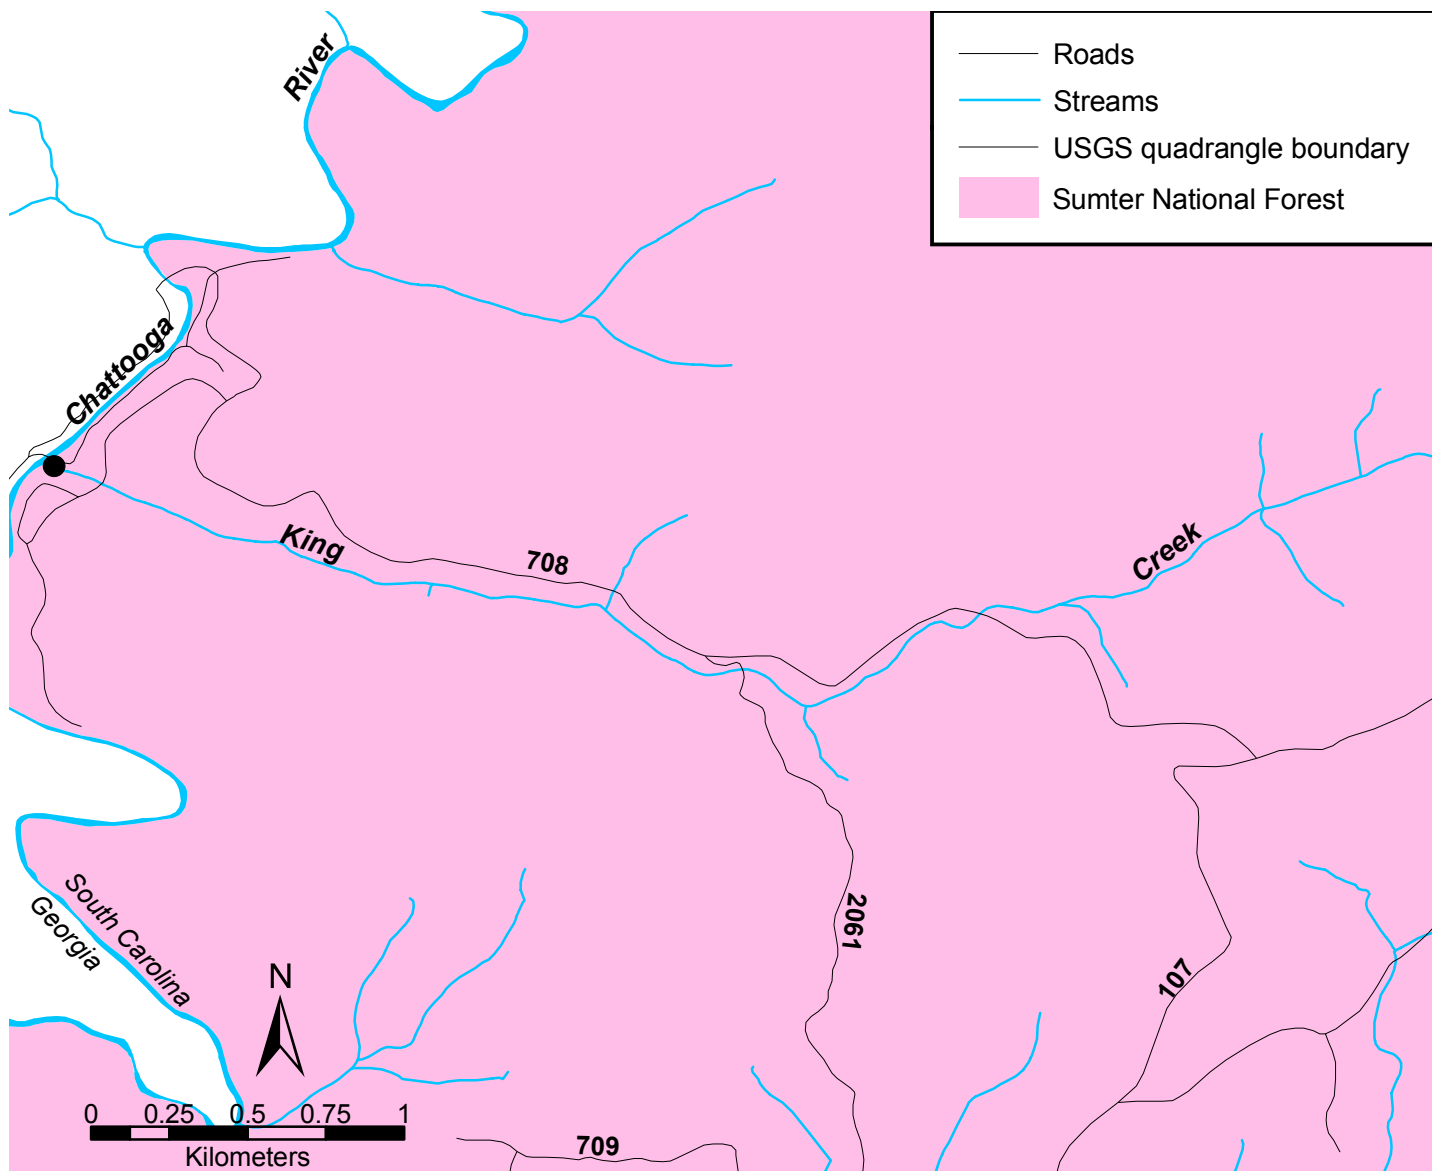 Roads
Streams
USGS quadrangle boundary
Sumter National Forest
River
Chattooga
King
Creek
708
2061
107
South Carolina
Georgia
N
0 0.25 0.5 0.75 1
Kilometers
709